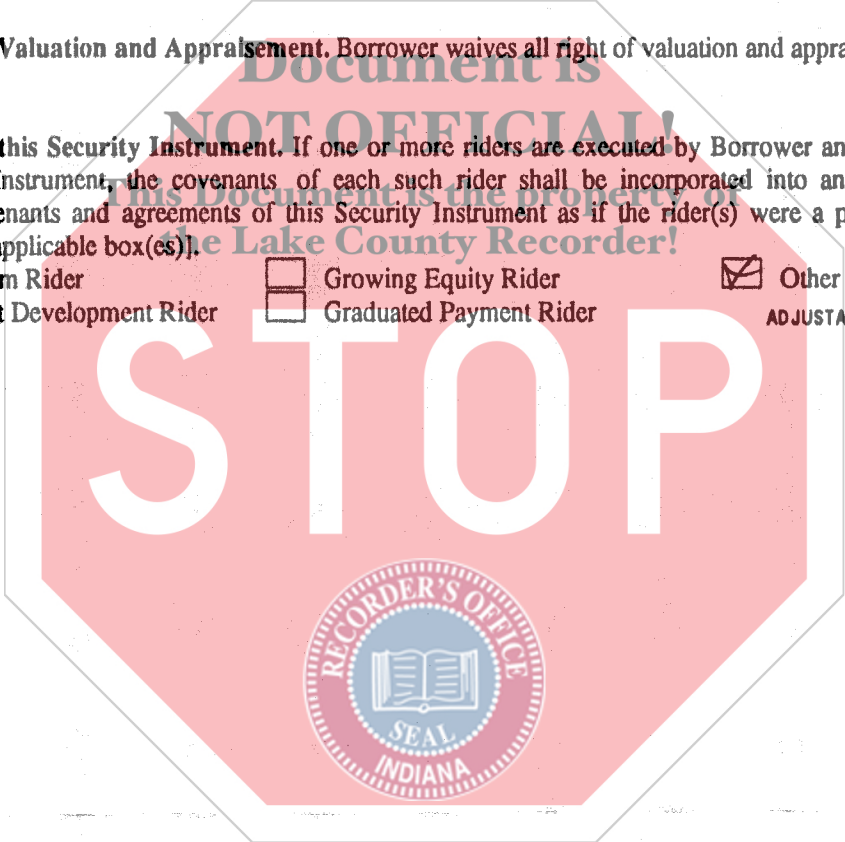 Valuation and Appraisement. Borrower waives all right of valuation and appra
Document is
NOT OFFICIAL!
This Document is the property of
the Lake County Recorder!
this Security Instrument. If one or more riders are executed by Borrower an
Instrument, the covenants of each such rider shall be incorporated into an
enants and agreements of this Security Instrument as if the rider(s) were a p
applicable box(es)].
m Rider
Growing Equity Rider
Other
t Development Rider
Graduated Payment Rider
ADJUSTA
STOP
RECORDER'S OFFICE
SEAL
INDIANA